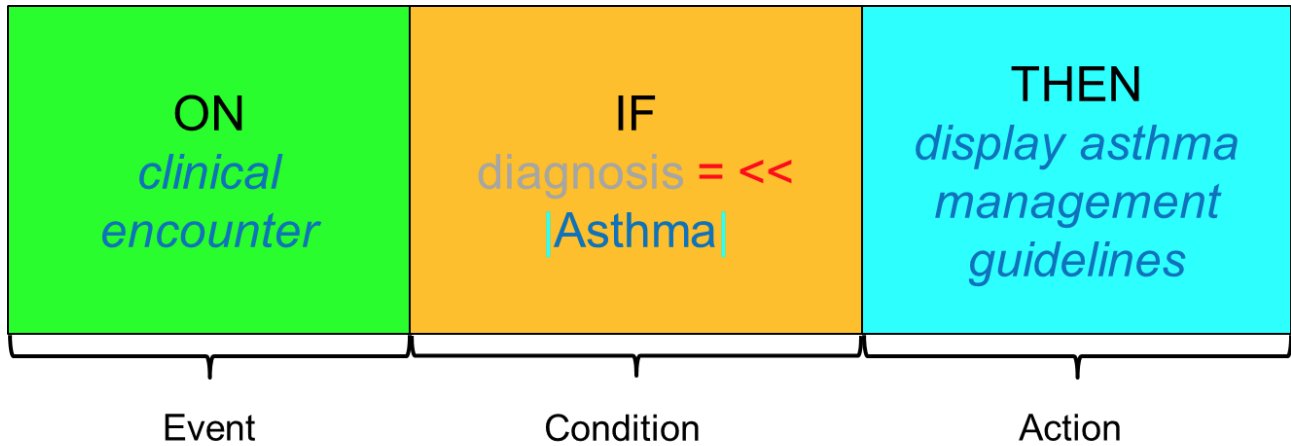 ON
clinical
encounter
IF
diagnosis = <<
|Asthma|
THEN
display asthma
management
guidelines
Event
Condition
Action